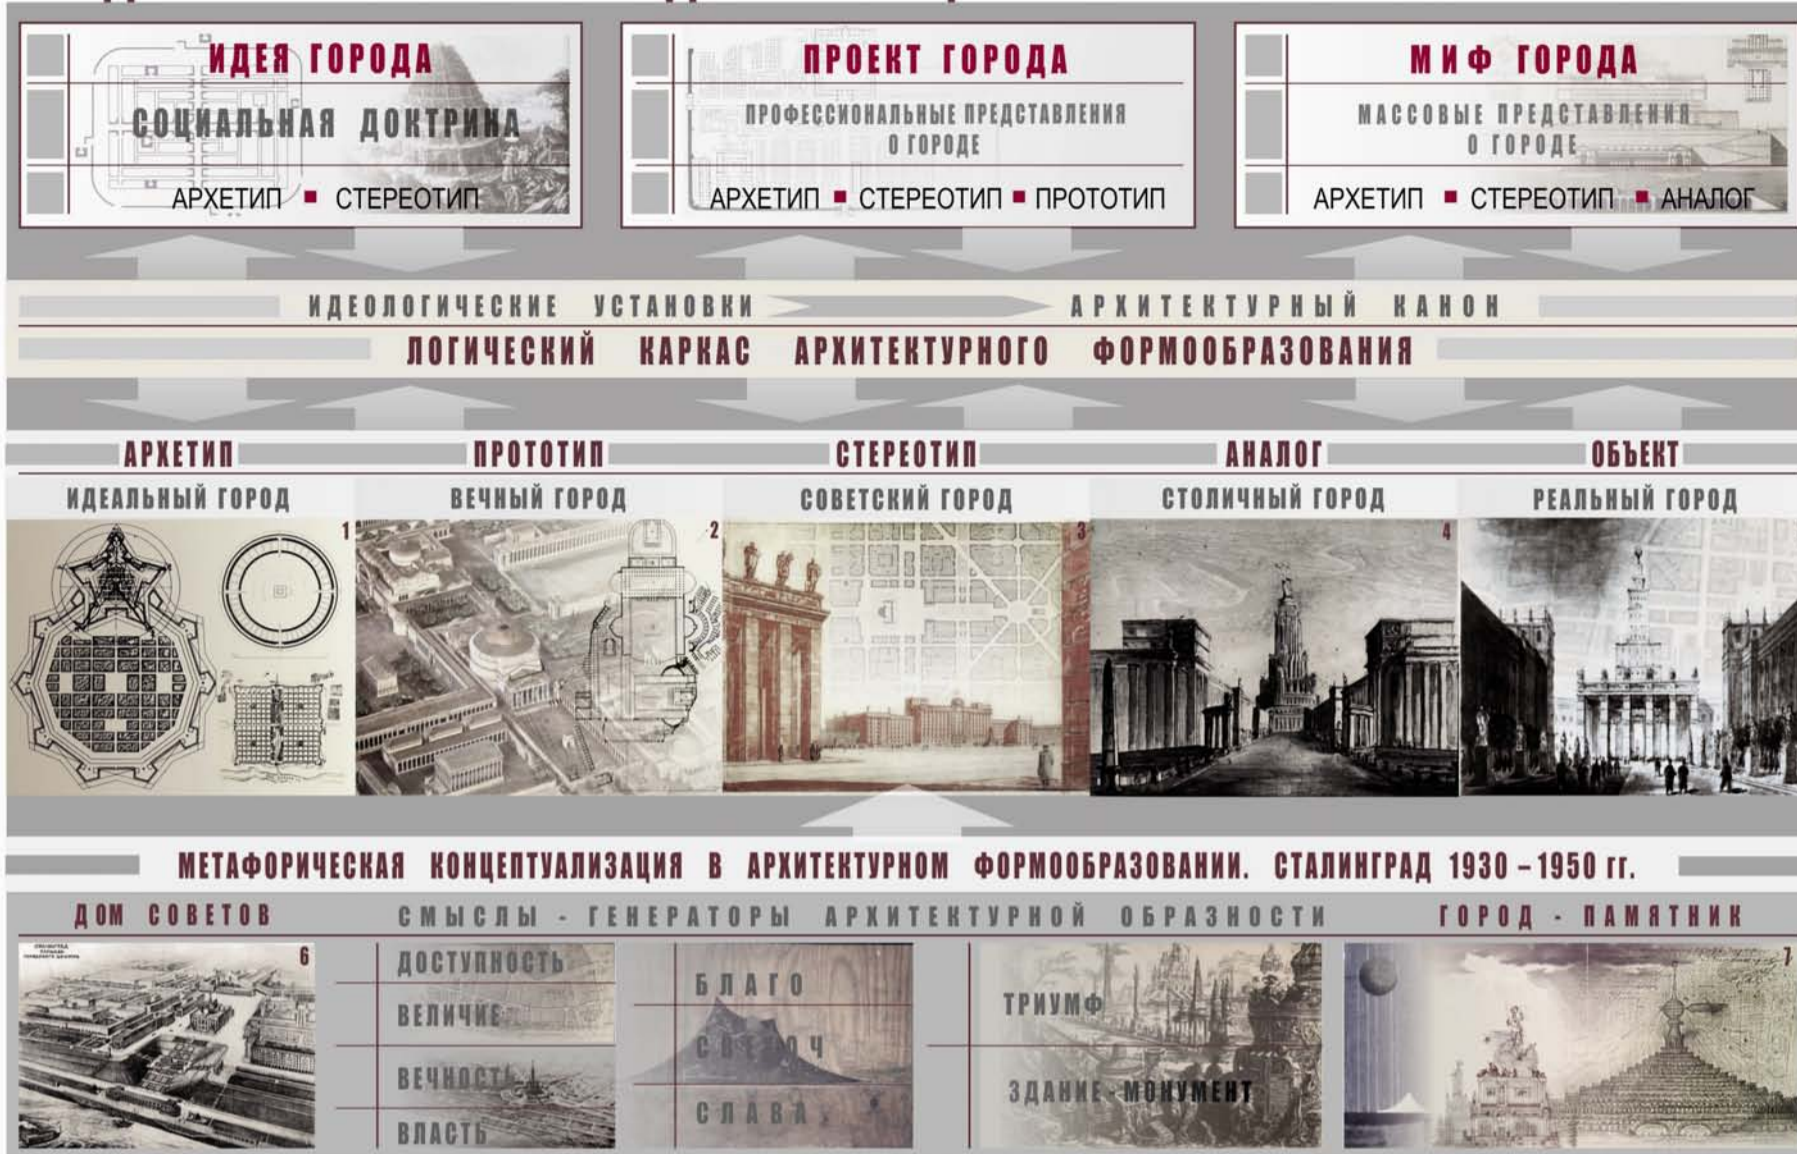 ИДЕЯ ГОРОДА
СОЦИАЛЬНАЯ ДОКТРИНА
АРХЕТИП ▪ СТЕРЕОТИП
ПРОЕКТ ГОРОДА
ПРОФЕССИОНАЛЬНЫЕ ПРЕДСТАВЛЕНИЯ
О ГОРОДЕ
АРХЕТИП ▪ СТЕРЕОТИП ▪ ПРОТОТИП
МИФ ГОРОДА
МАССОВЫЕ ПРЕДСТАВЛЕНИЯ
О ГОРОДЕ
АРХЕТИП ▪ СТЕРЕОТИП ▪ АНАЛОГ
ИДЕОЛОГИЧЕСКИЕ УСТАНОВКИ
АРХИТЕКТУРНЫЙ КАНОН
ЛОГИЧЕСКИЙ КАРКАС АРХИТЕКТУРНОГО ФОРМООБРАЗОВАНИЯ
АРХЕТИП
ПРОТОТИП
СТЕРЕОТИП
АНАЛОГ
ОБЪЕКТ
ИДЕАЛЬНЫЙ ГОРОД
ВЕЧНЫЙ ГОРОД
СОВЕТСКИЙ ГОРОД
СТОЛИЧНЫЙ ГОРОД
РЕАЛЬНЫЙ ГОРОД
1
2
3
4
МЕТАФОРИЧЕСКАЯ КОНЦЕПТУАЛИЗАЦИЯ В АРХИТЕКТУРНОМ ФОРМООБРАЗОВАНИИ. СТАЛИНГРАД 1930 – 1950 гг.
ДОМ СОВЕТОВ
СМЫСЛЫ - ГЕНЕРАТОРЫ АРХИТЕКТУРНОЙ ОБРАЗНОСТИ
ГОРОД - ПАМЯТНИК
6
ДОСТУПНОСТЬ
ВЕЛИЧИЕ
ВЕЧНОСТЬ
ВЛАСТЬ
БЛАГО
СВЕТОЧ
СЛАВА
ТРИУМФ
ЗДАНИЕ - МОНУМЕНТ
7